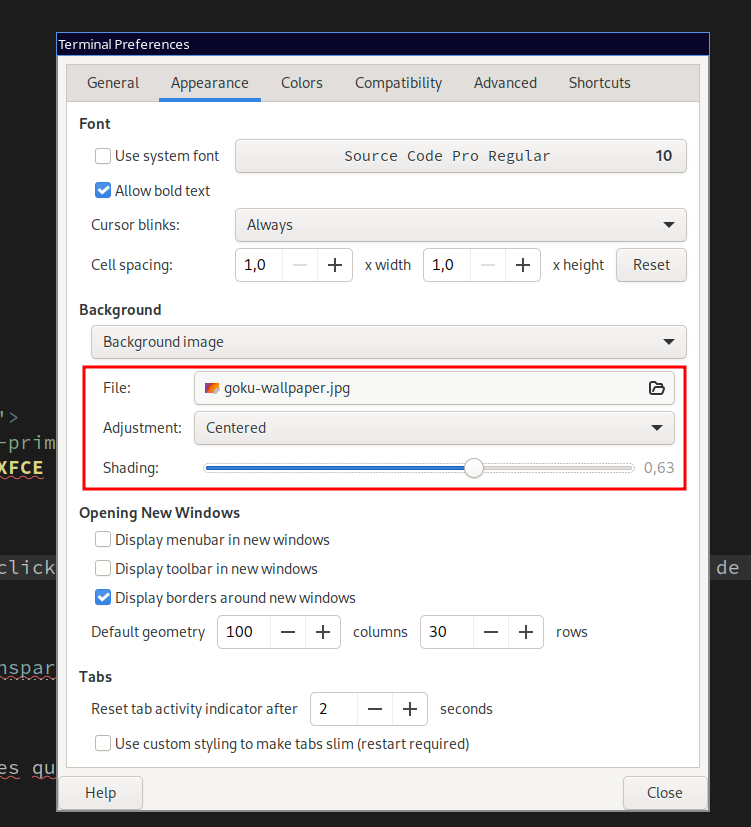 Terminal Preferences
General Appearance Colors Compatibility Advanced Shortcuts
Font
Use system font Source Code Pro Regular 10
Allow bold text
Cursor blinks: Always
Cell spacing: 1,0 x width 1,0 x height Reset
Background
Background image
File: goku-wallpaper.jpg
'>
Adjustment: Centered
-prim
XFCE
Shading: 0,63
Opening New Windows
Display menubar in new windows
click de
Display toolbar in new windows
Display borders around new windows
Default geometry 100 columns 30 rows
nspar
Tabs
Reset tab activity indicator after 2 seconds
Use custom styling to make tabs slim (restart required)
es qu
Help Close